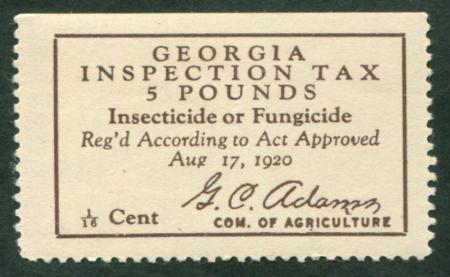 GEORGIA
INSPECTION TAX
5 POUNDS
Insecticide or Fungicide
Reg'd According to Act Approved
Aug 17, 1920
G. C. Adams
1/16 Cent
COM. OF AGRICULTURE